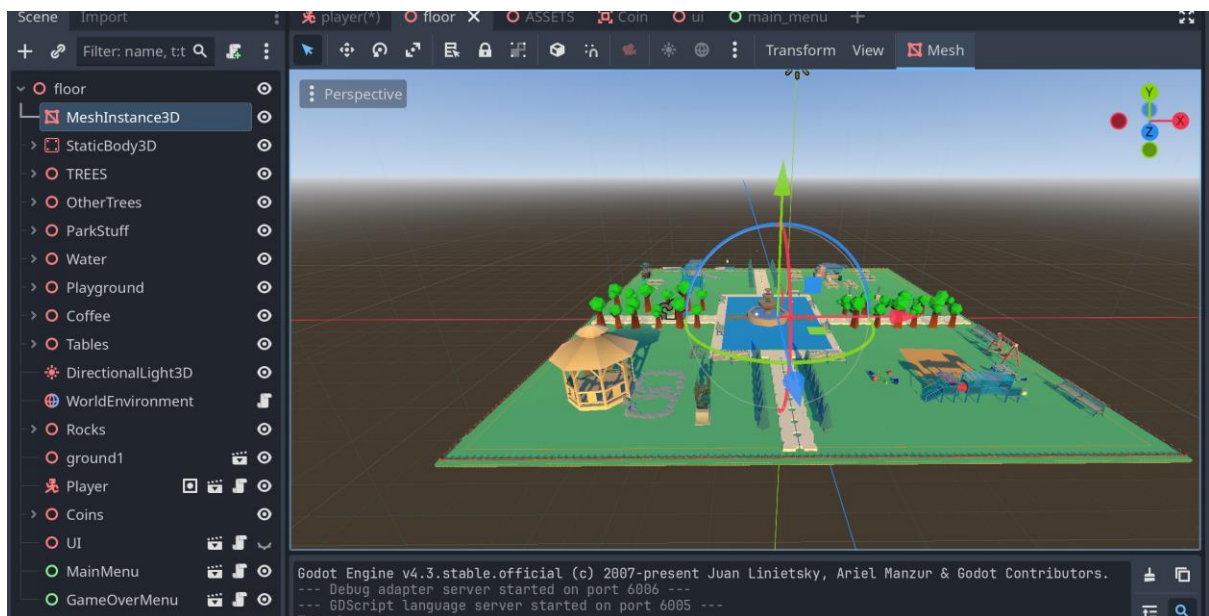 Scene Import
player(*) floor ASSETS Coin ui main_menu
Filter: name, t:t
Transform View Mesh
floor
Perspective
MeshInstance3D
StaticBody3D
TREES
OtherTrees
ParkStuff
Water
Playground
Coffee
Tables
DirectionalLight3D
WorldEnvironment
Rocks
ground1
Player
Coins
UI
MainMenu
GameOverMenu
Y
X
Z
Godot Engine v4.3.stable.official (c) 2007-present Juan Linietsky, Ariel Manzur & Godot Contributors.
--- Debug adapter server started on port 6006 ---
--- GDScript language server started on port 6005 ---